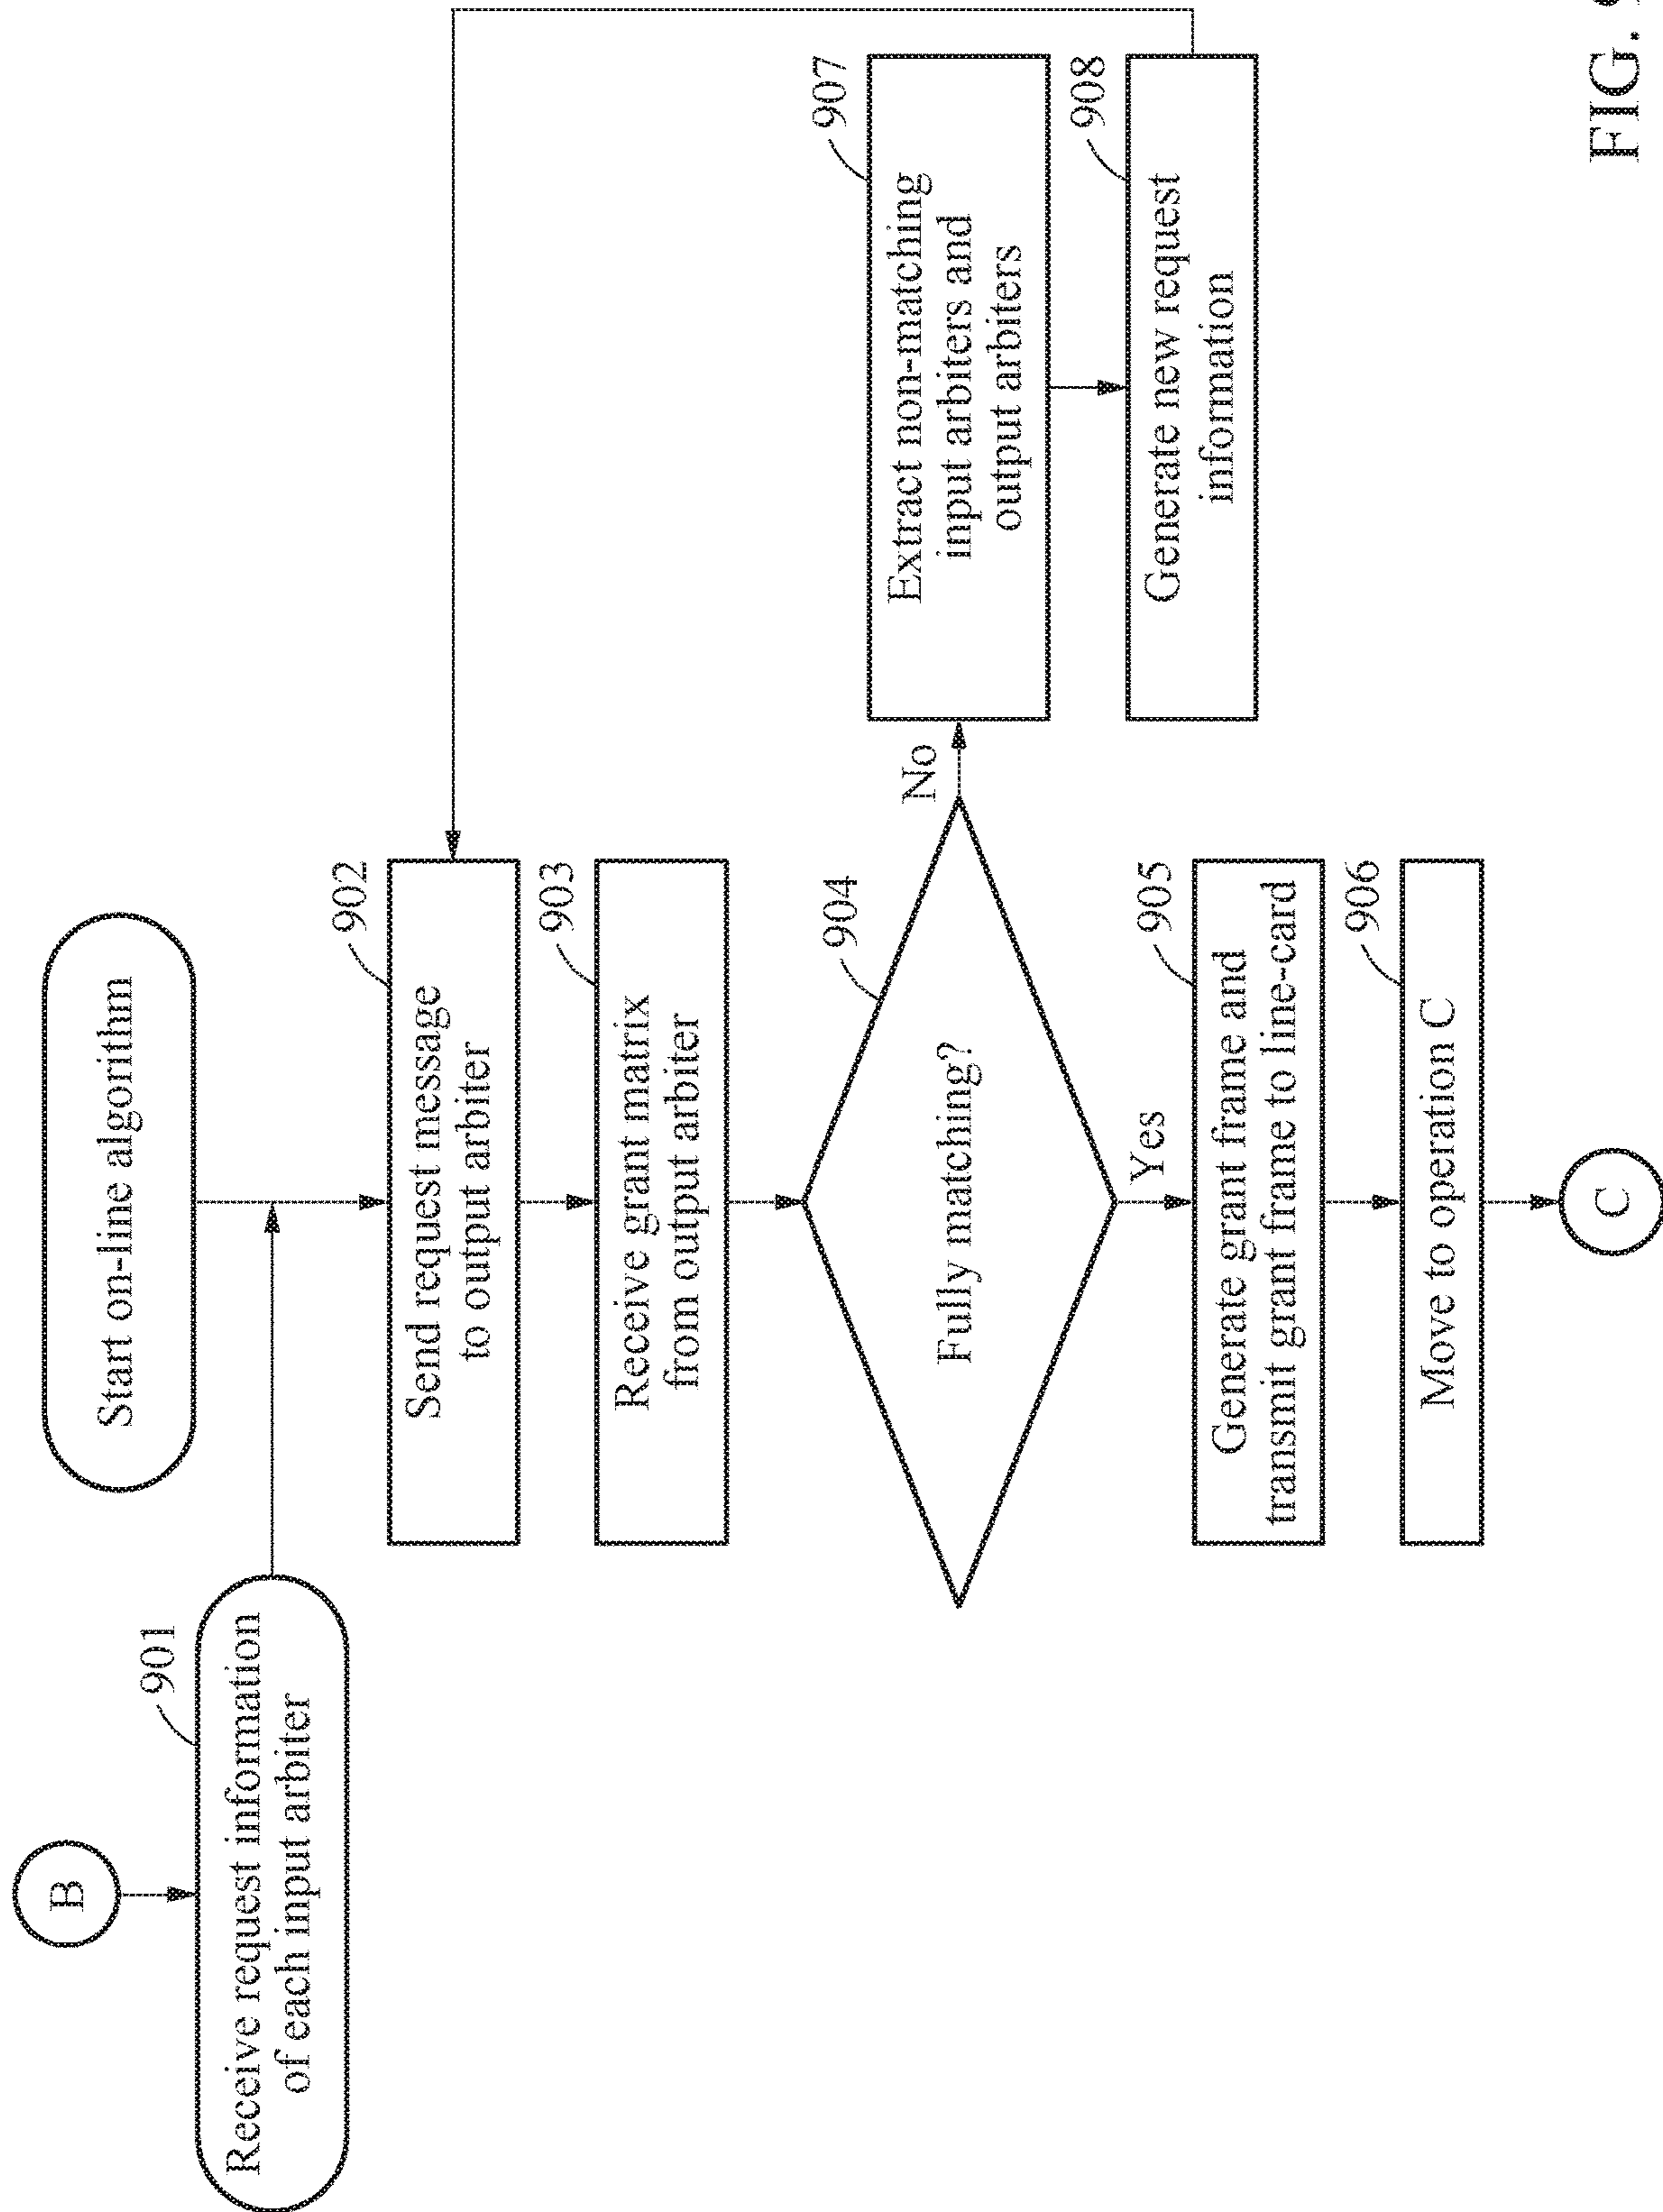 B
901
Receive request information
of each input arbiter
Start on-line algorithm
902
Send request message
to output arbiter
903
Receive grant matrix
from output arbiter
904
Fully matching?
No
907
Extract non-matching
input arbiters and
output arbiters
908
Generate new request
information
Yes
905
Generate grant frame and
transmit grant frame to line-card
906
Move to operation C
C
FIG.